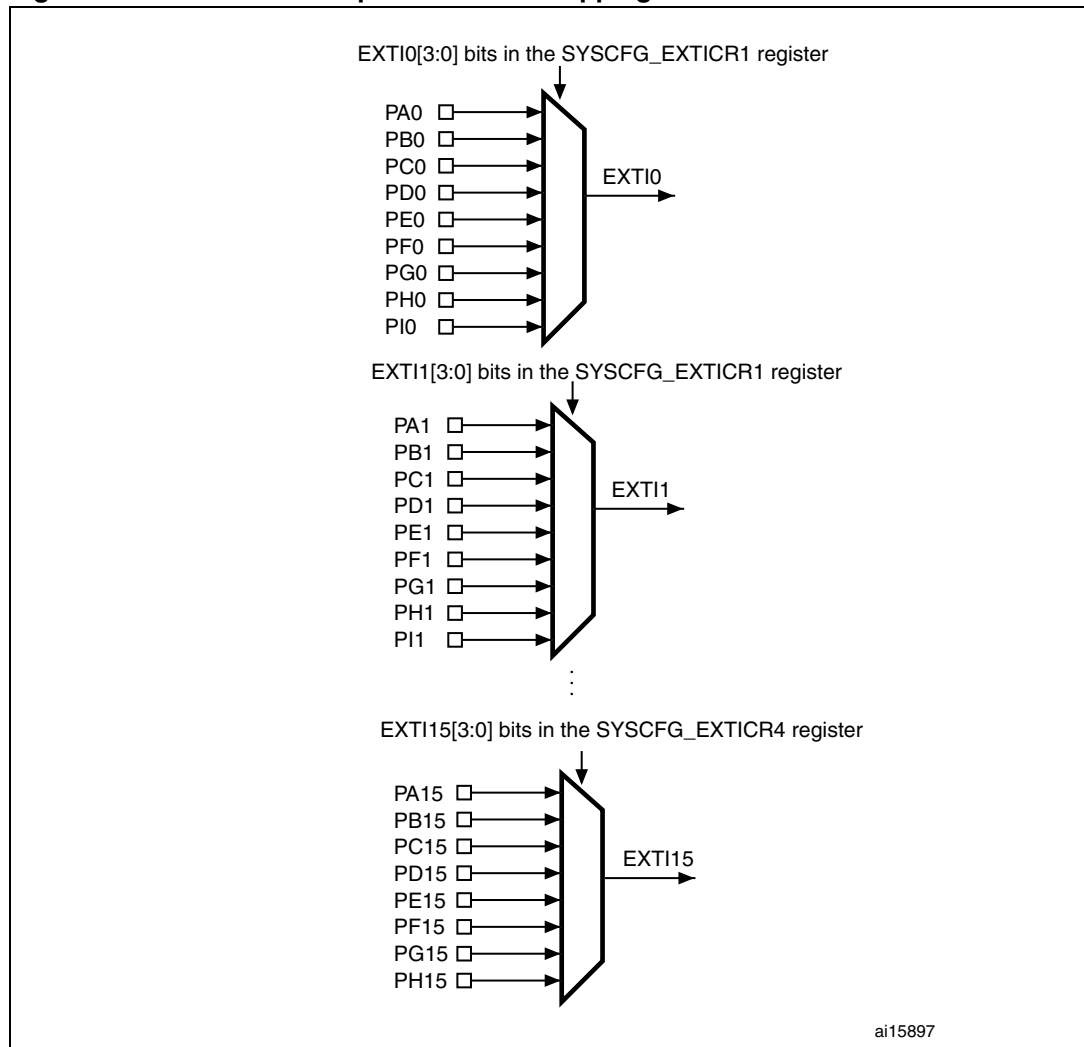 EXTI0[3:0] bits in the SYSCFG_EXTICR1 register
PA0
PB0
PC0
PD0
PE0
PF0
PG0
PH0
PI0
EXTI0
EXTI1[3:0] bits in the SYSCFG_EXTICR1 register
PA1
PB1
PC1
PD1
PE1
PF1
PG1
PH1
PI1
EXTI1
EXTI15[3:0] bits in the SYSCFG_EXTICR4 register
PA15
PB15
PC15
PD15
PE15
PF15
PG15
PH15
EXTI15
ai15897